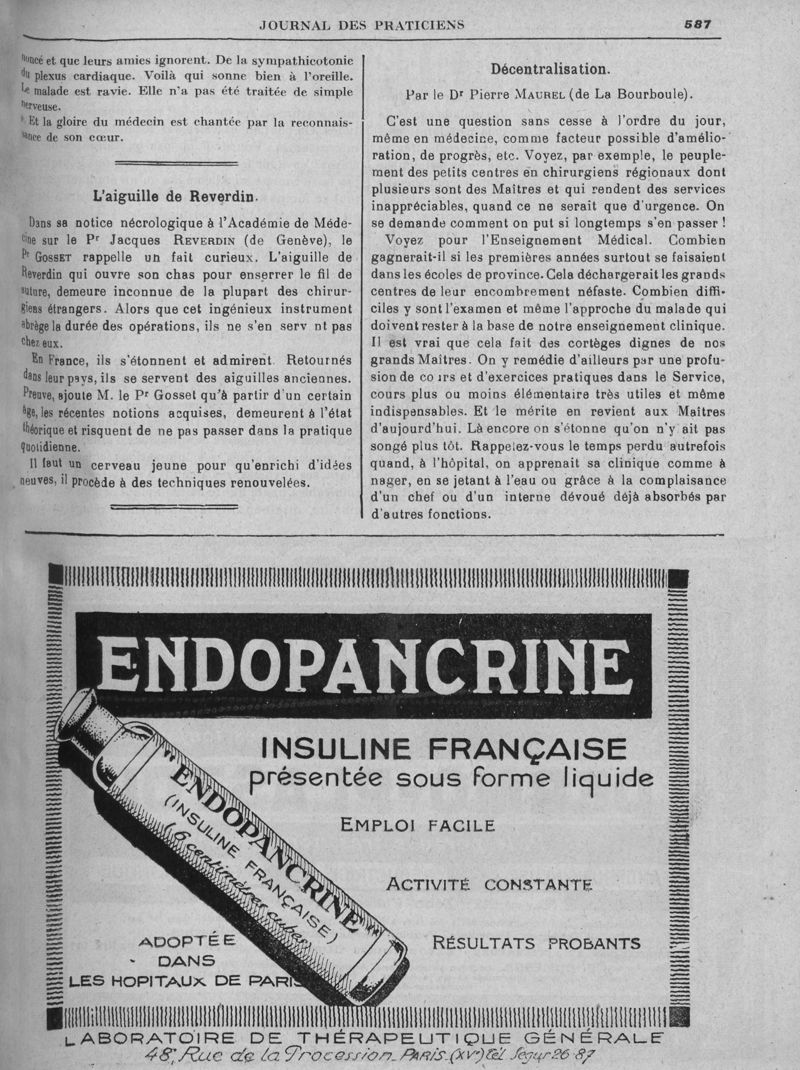 JOURNAL DES PRATICIENS 587
noncé et que leurs amies ignorent. De la sympathicotonie
du plexus cardiaque. Voilà qui sonne bien à l'oreille.
Le malade est ravie. Elle n'a pas été traitée de simple
nerveuse.
Et la gloire du médecin est chantée par la reconnais-
sance de son cœur.
L'aiguille de Reverdin.
Dans sa notice nécrologique à l'Académie de Méde-
cine sur le Pr Jacques REVERDIN (de Genève), le
Pr GOSSET rappelle un fait curieux. L'aiguille de
Reverdin qui ouvre son chas pour enserrer le fil de
suture, demeure inconnue de la plupart des chirur-
giens étrangers. Alors que cet ingénieux instrument
abrège la durée des opérations, ils ne s'en serv nt pas
chez eux.
En France, ils s'étonnent et admirent. Retournés
dans leur pays, ils se servent des aiguilles anciennes.
Preuve, ajoute M. le Pr Gosset qu'à partir d'un certain
âge, les récentes notions acquises, demeurent à l'état
théorique et risquent de ne pas passer dans la pratique
quotidienne.
Il faut un cerveau jeune pour qu'enrichi d'idées
neuves, il procède à des techniques renouvelées.
Décentralisation.
Par le Dr Pierre MAUREL (de La Bourboule).
C'est une question sans cesse à l'ordre du jour,
même en médecine, comme facteur possible d'amélio-
ration, de progrès, etc. Voyez, par exemple, le peuple-
ment des petits centres en chirurgiens régionaux dont
plusieurs sont des Maîtres et qui rendent des services
inappréciables, quand ce ne serait que d'urgence. On
se demande comment on put si longtemps s'en passer !
Voyez pour l'Enseignement Médical. Combien
gagnerait-il si les premières années surtout se faisaient
dans les écoles de province. Cela déchargerait les grands
centres de leur encombrement néfaste. Combien diffi-
ciles y sont l'examen et même l'approche du malade qui
doivent rester à la base de notre enseignement clinique.
Il est vrai que cela fait des cortèges dignes de nos
grands Maîtres. On y remédie d'ailleurs par une profu-
sion de co rs et d'exercices pratiques dans le Service,
cours plus ou moins élémentaire très utiles et même
indispensables. Et le mérite en revient aux Maîtres
d'aujourd'hui. Là encore on s'étonne qu'on n'y ait pas
songé plus tôt. Rappelez-vous le temps perdu autrefois
quand, à l'hôpital, on apprenait sa clinique comme à
nager, en se jetant à l'eau ou grâce à la complaisance
d'un chef ou d'un interne dévoué déjà absorbés par
d'autres fonctions.
ENDOPANCRINE
INSULINE FRANÇAISE
présentée sous forme liquide
EMPLOI FACILE
ACTIVITÉ CONSTANTE
RÉSULTATS PROBANTS
"ENDOPANCRINE"
(INSULINE FRANÇAISE)
(6 centimètres cubes)
ADOPTÉE
DANS
LES HOPITAUX DE PARIS
LABORATOIRE DE THÉRAPEUTIQUE GÉNÉRALE
48, Rue de la Procession_PARIS_(XVe) Tél. Ségur 26-87